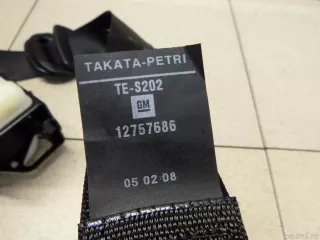 TAKATA-PETRI
TE-S202
GM
12757686
05 02 08